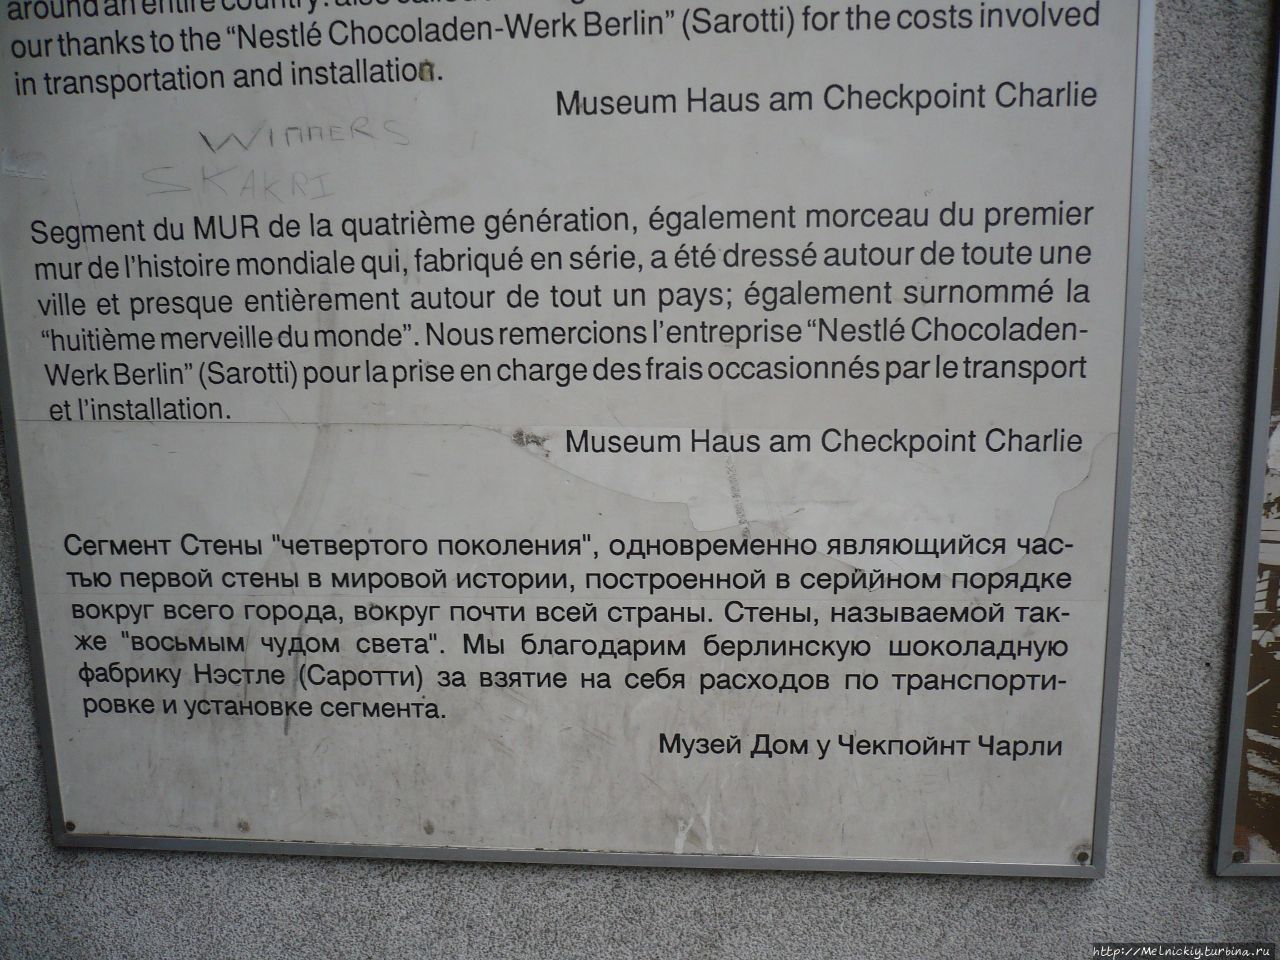 around an entire country: also called
our thanks to the “Nestlé Chocoladen-Werk Berlin” (Sarotti) for the costs involved
in transportation and installation.
Museum Haus am Checkpoint Charlie
WINNERS
SKAKRI
Segment du MUR de la quatrième génération, également morceau du premier
mur de l’histoire mondiale qui, fabriqué en série, a été dressé autour de toute une
ville et presque entièrement autour de tout un pays; également surnommé la
“huitième merveille du monde”. Nous remercions l’entreprise “Nestlé Chocoladen-
Werk Berlin” (Sarotti) pour la prise en charge des frais occasionnés par le transport
et l’installation.
Museum Haus am Checkpoint Charlie
Сегмент Стены "четвертого поколения", одновременно являющийся час-
тью первой стены в мировой истории, построенной в серийном порядке
вокруг всего города, вокруг почти всей страны. Стены, называемой так-
же "восьмым чудом света". Мы благодарим берлинскую шоколадную
фабрику Нэстле (Саротти) за взятие на себя расходов по транспорти-
ровке и установке сегмента.
Музей Дом у Чекпойнт Чарли
http://Melnickiy.turbina.ru